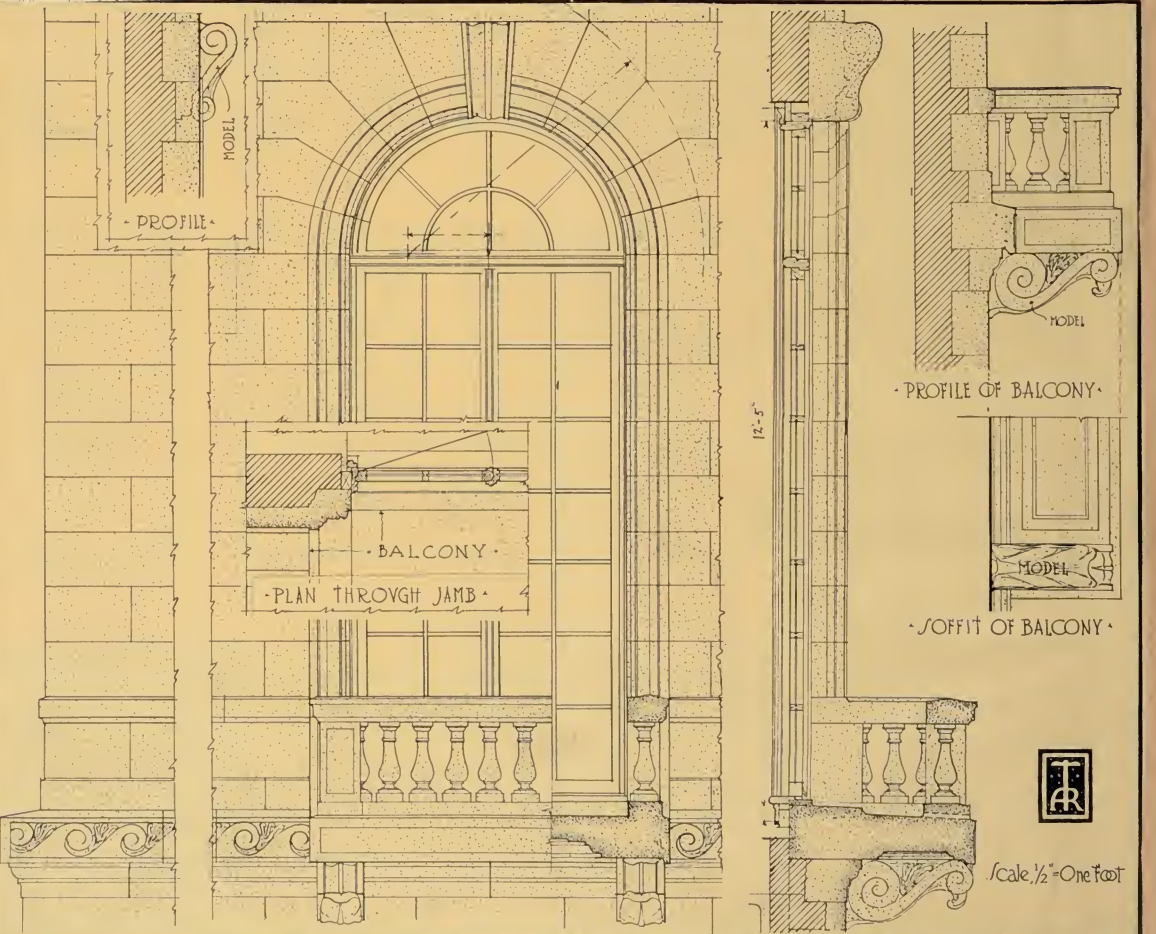 MODEL
· PROFILE ·
12'-5"
MODEL
· PROFILE OF BALCONY ·
· BALCONY ·
· PLAN THROVGH JAMB ·
MODEL
· SOFFIT OF BALCONY ·
TAR
Scale, 1/2" = One Foot